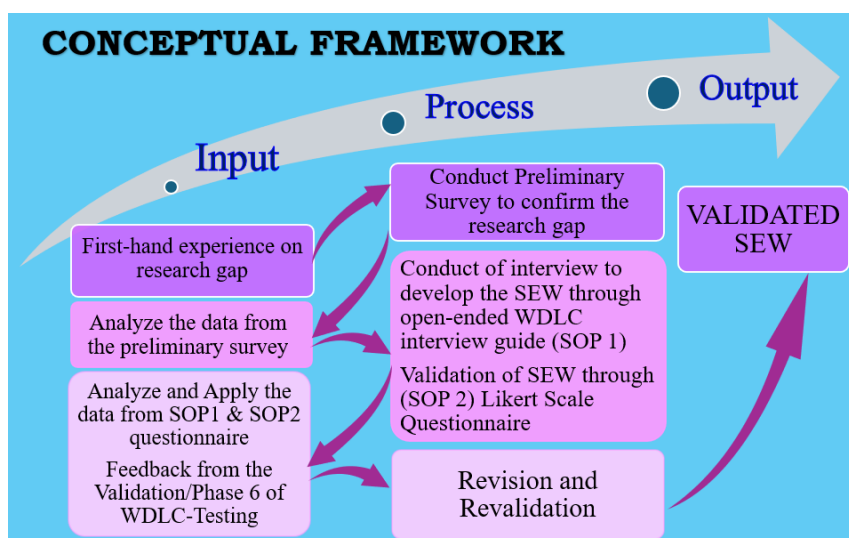 CONCEPTUAL FRAMEWORK
Input
Process
Output
First-hand experience on
research gap
Conduct Preliminary
Survey to confirm the
research gap
Analyze the data from
the preliminary survey
Conduct of interview to
develop the SEW through
open-ended WDLC
interview guide (SOP 1)
Validation of SEW through
(SOP 2) Likert Scale
Questionnaire
Analyze and Apply the
data from SOP1 & SOP2
questionnaire
Feedback from the
Validation/Phase 6 of
WDLC-Testing
Revision and
Revalidation
VALIDATED
SEW